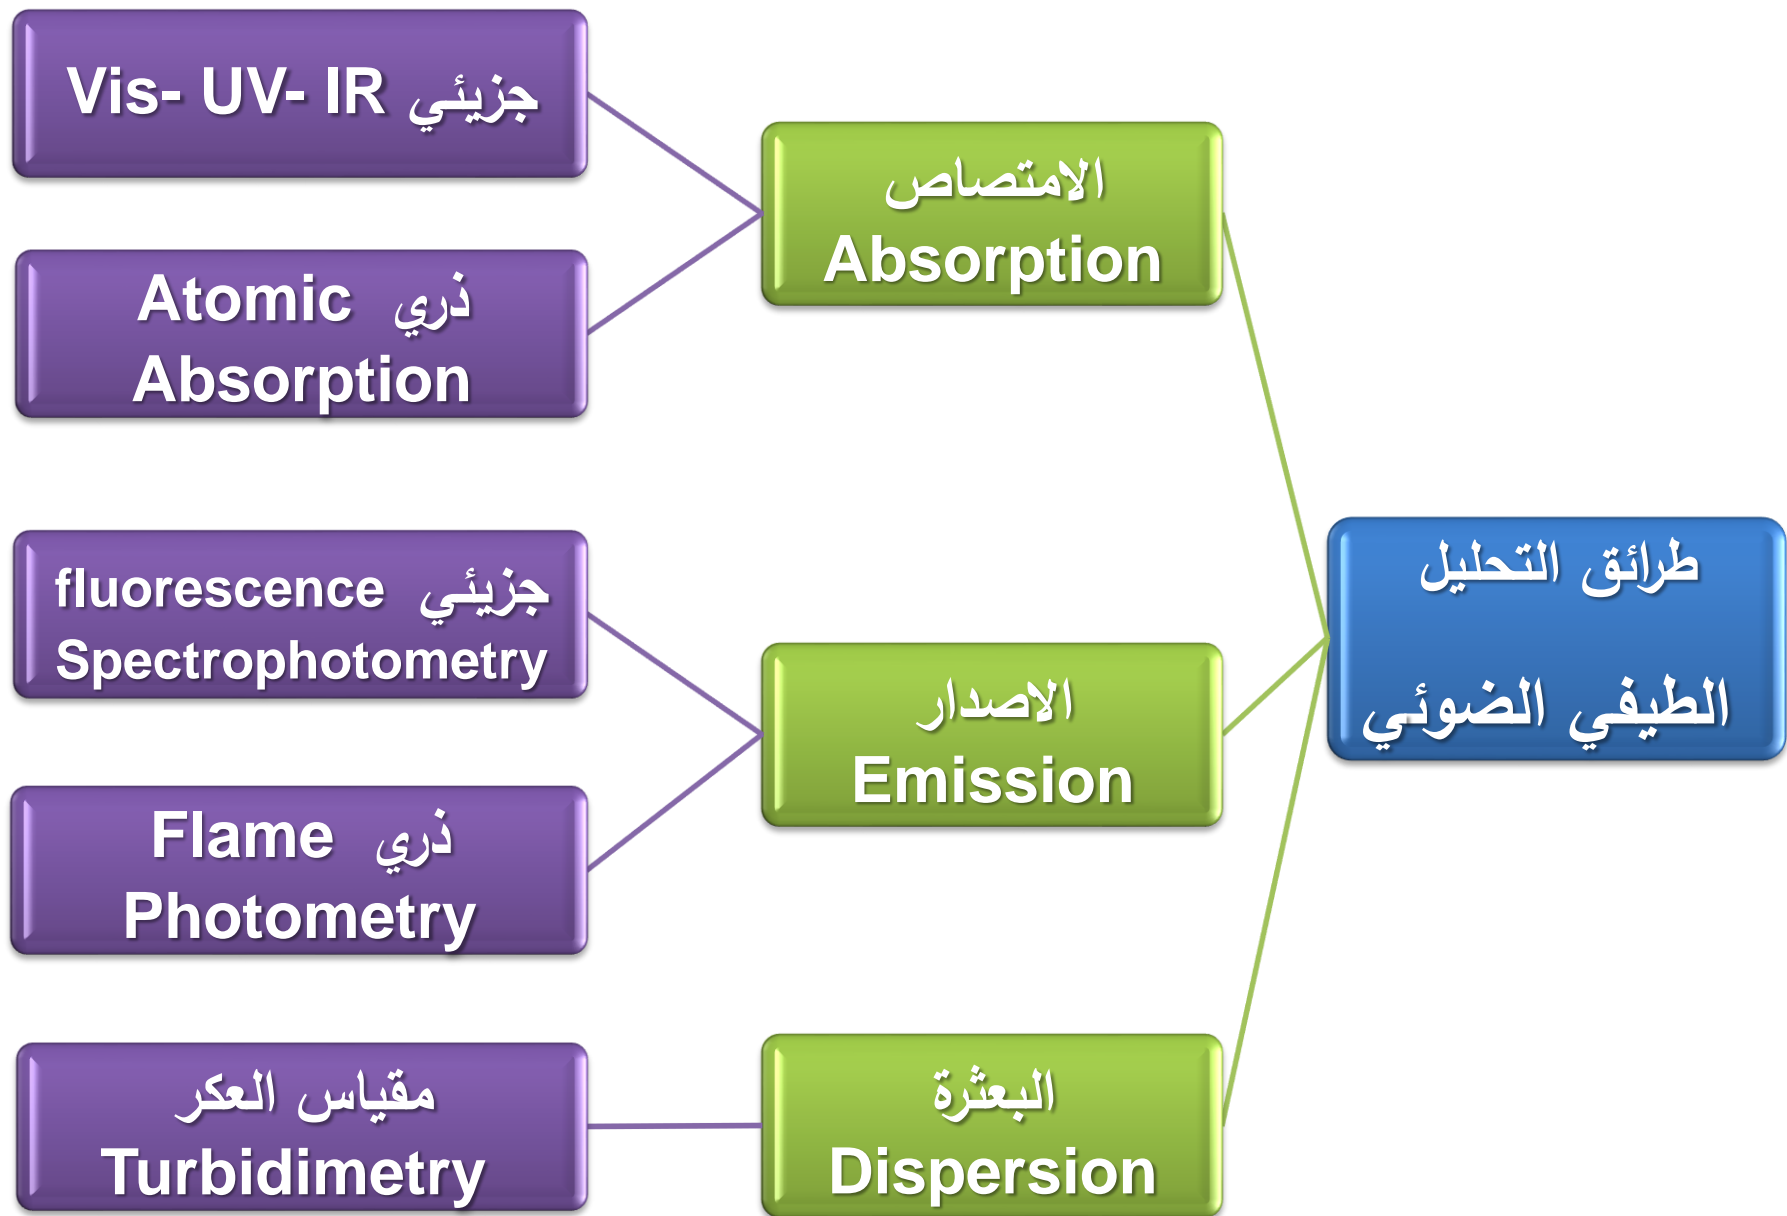 طرائق التحليل
الطيفي الضوئي
الامتصاص
Absorption
جزيئي Vis- UV- IR
ذري Atomic
Absorption
الاصدار
Emission
جزيئي fluorescence
Spectrophotometry
ذري Flame
Photometry
البعثرة
Dispersion
مقياس العكر
Turbidimetry